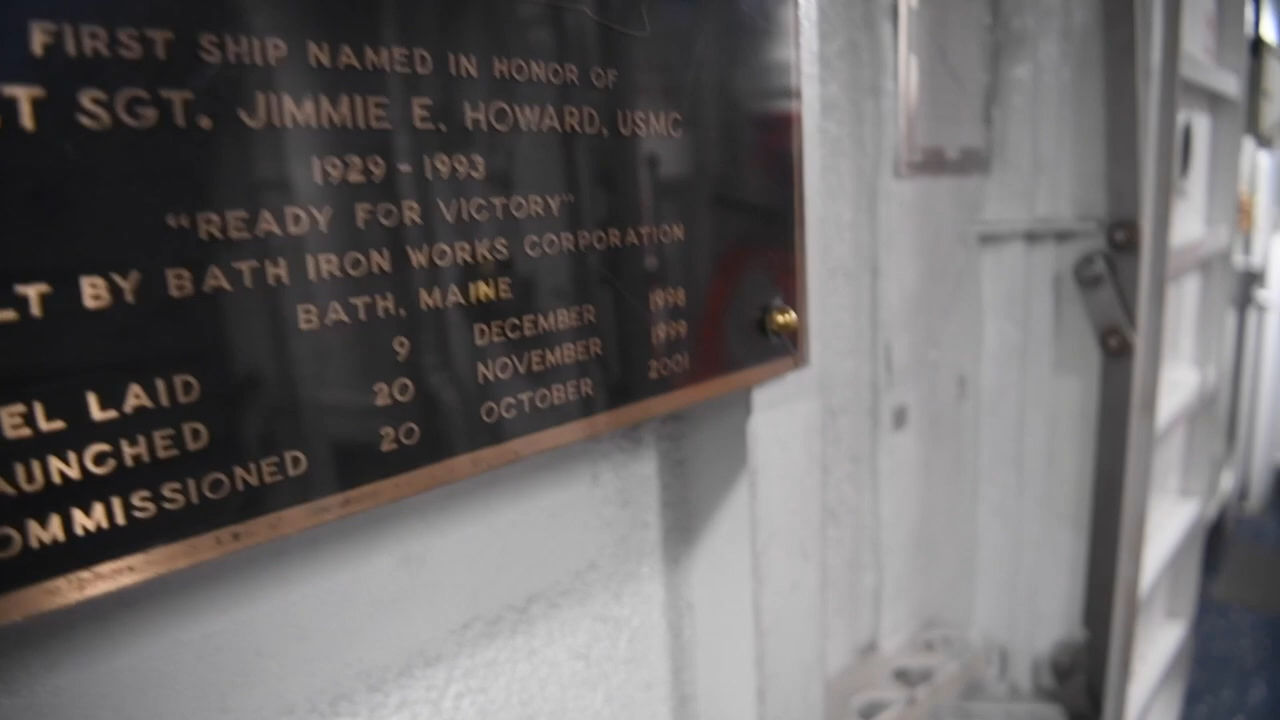 FIRST SHIP NAMED IN HONOR OF
T SGT. JIMMIE E. HOWARD, USMC
1929 - 1993
"READY FOR VICTORY"
LT BY BATH IRON WORKS CORPORATION
BATH, MAINE
EL LAID 9 DECEMBER 1998
AUNCHED 20 NOVEMBER 1999
OMMISSIONED 20 OCTOBER 2001